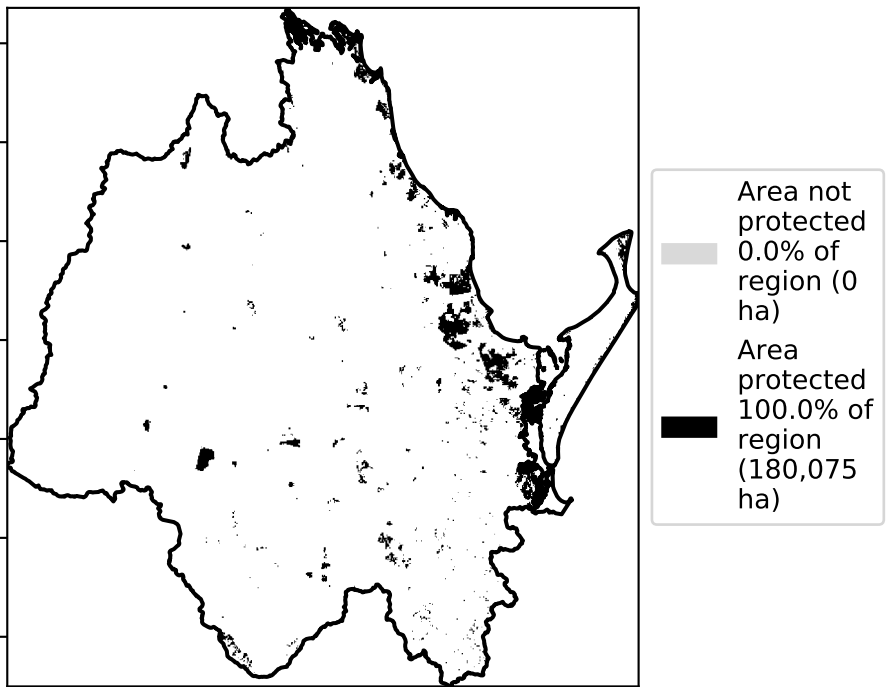 Area not
protected
0.0% of
region (0
ha)
Area
protected
100.0% of
region
(180,075
ha)